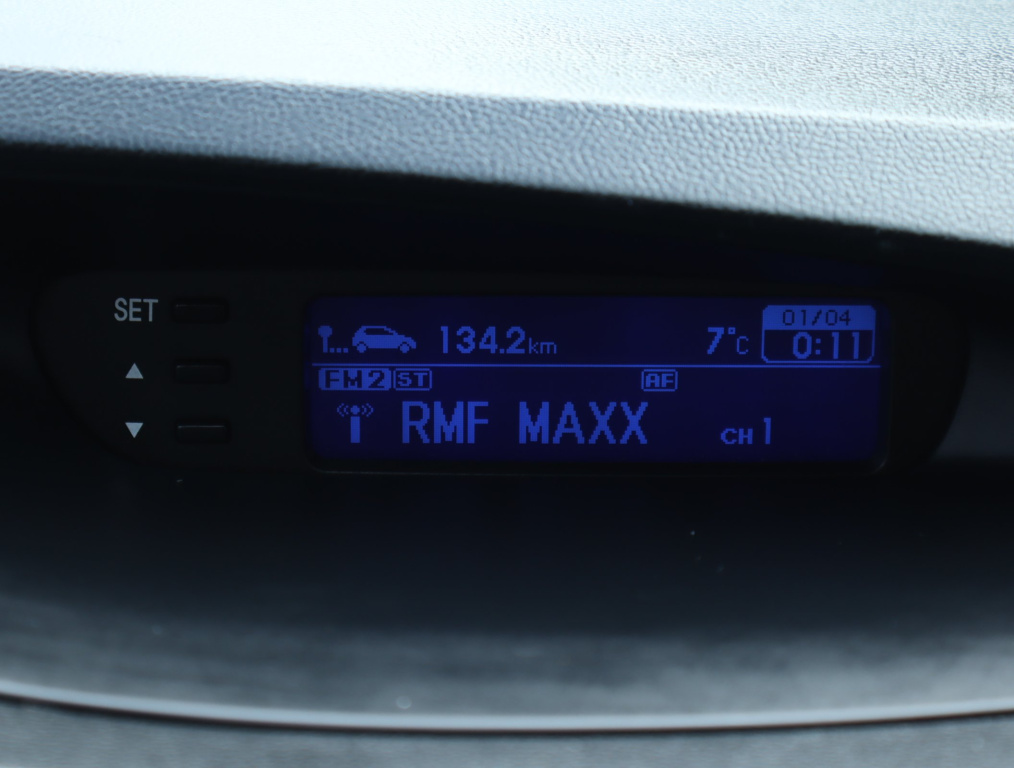 SET
134.2km 7°C 01/04
0:11
FM2 ST AF
RMF MAXX CH 1